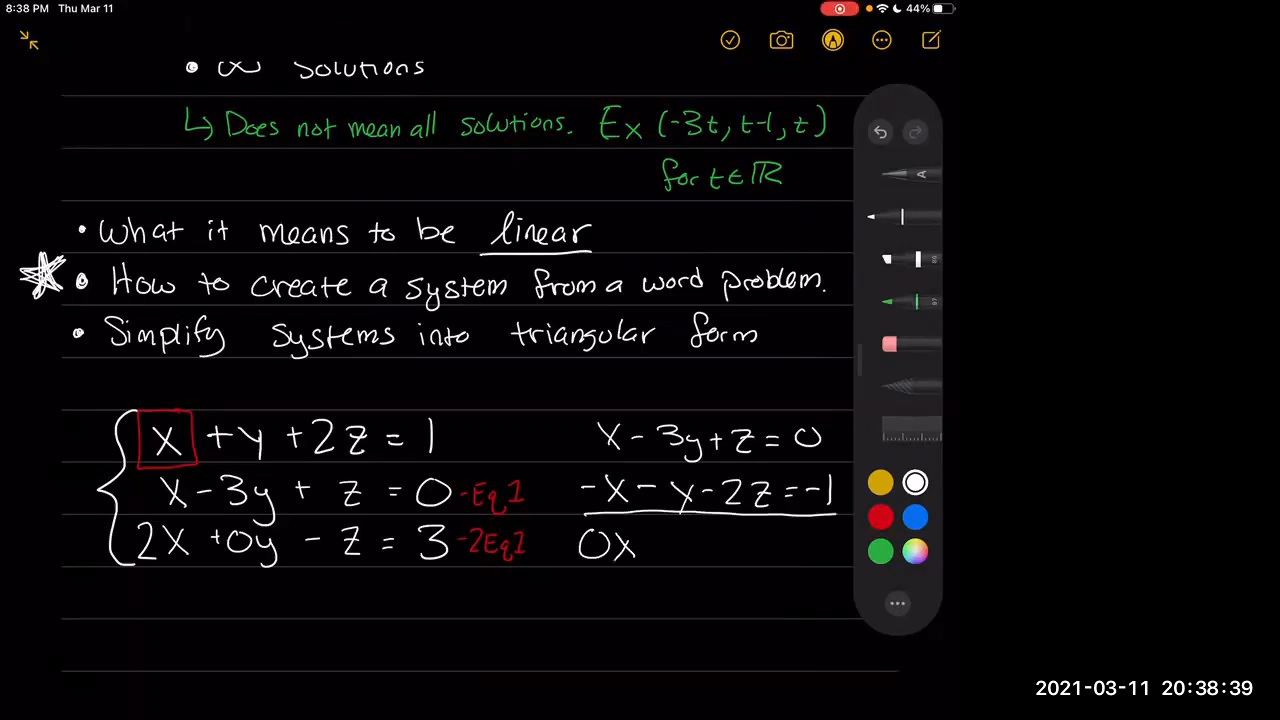 8:38 PM Thu Mar 11
44%
• ∞ solutions
↳ Does not mean all solutions. Ex (-3t, t-1, t)
for t∈ℝ
• What it means to be linear
• How to create a system from a word problem.
• Simplify systems into triangular form
x + y + 2z = 1
x - 3y + z = 0 -Eq1
2x + 0y - z = 3 -2Eq1
x - 3y + z = 0
-x - y - 2z = -1
0x
A
80
97
2021-03-11 20:38:39